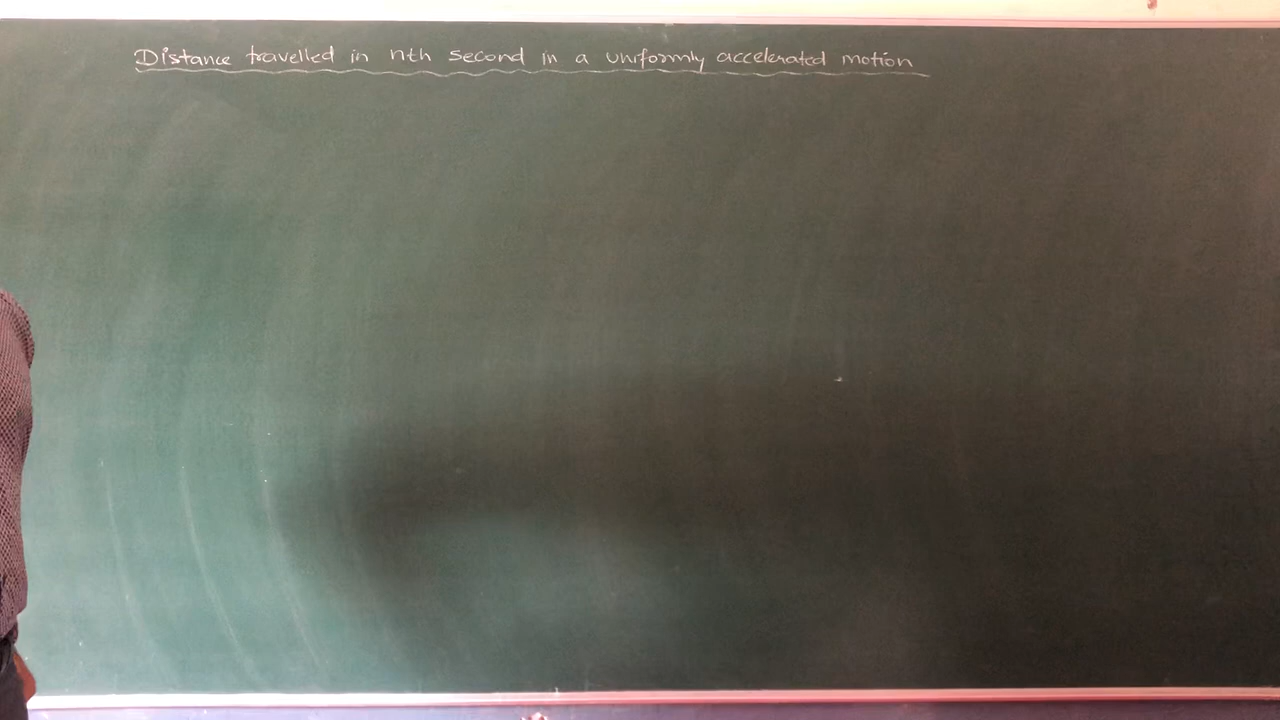 Distance travelled in nth second in a uniformly accelerated motion